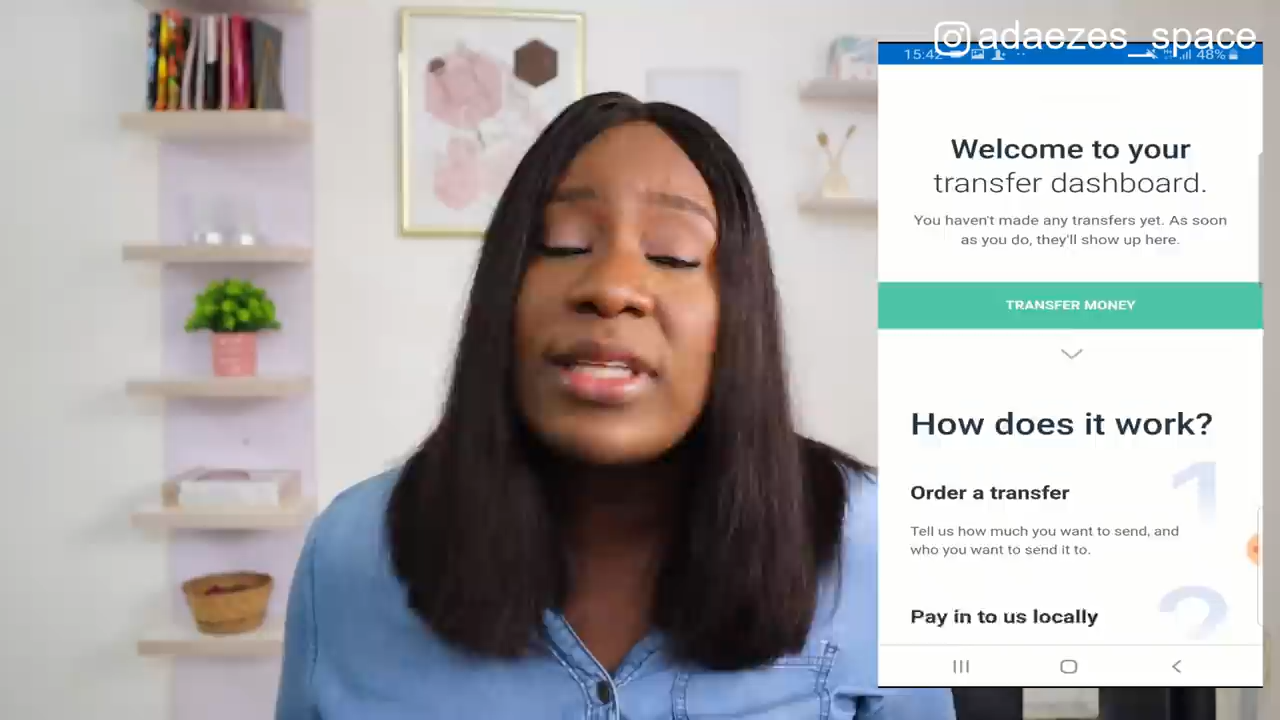 adaezes_space
15:42
48%
Welcome to your
transfer dashboard.
You haven't made any transfers yet. As soon
as you do, they'll show up here.
TRANSFER MONEY
How does it work?
Order a transfer
1
Tell us how much you want to send, and
who you want to send it to.
Pay in to us locally
2